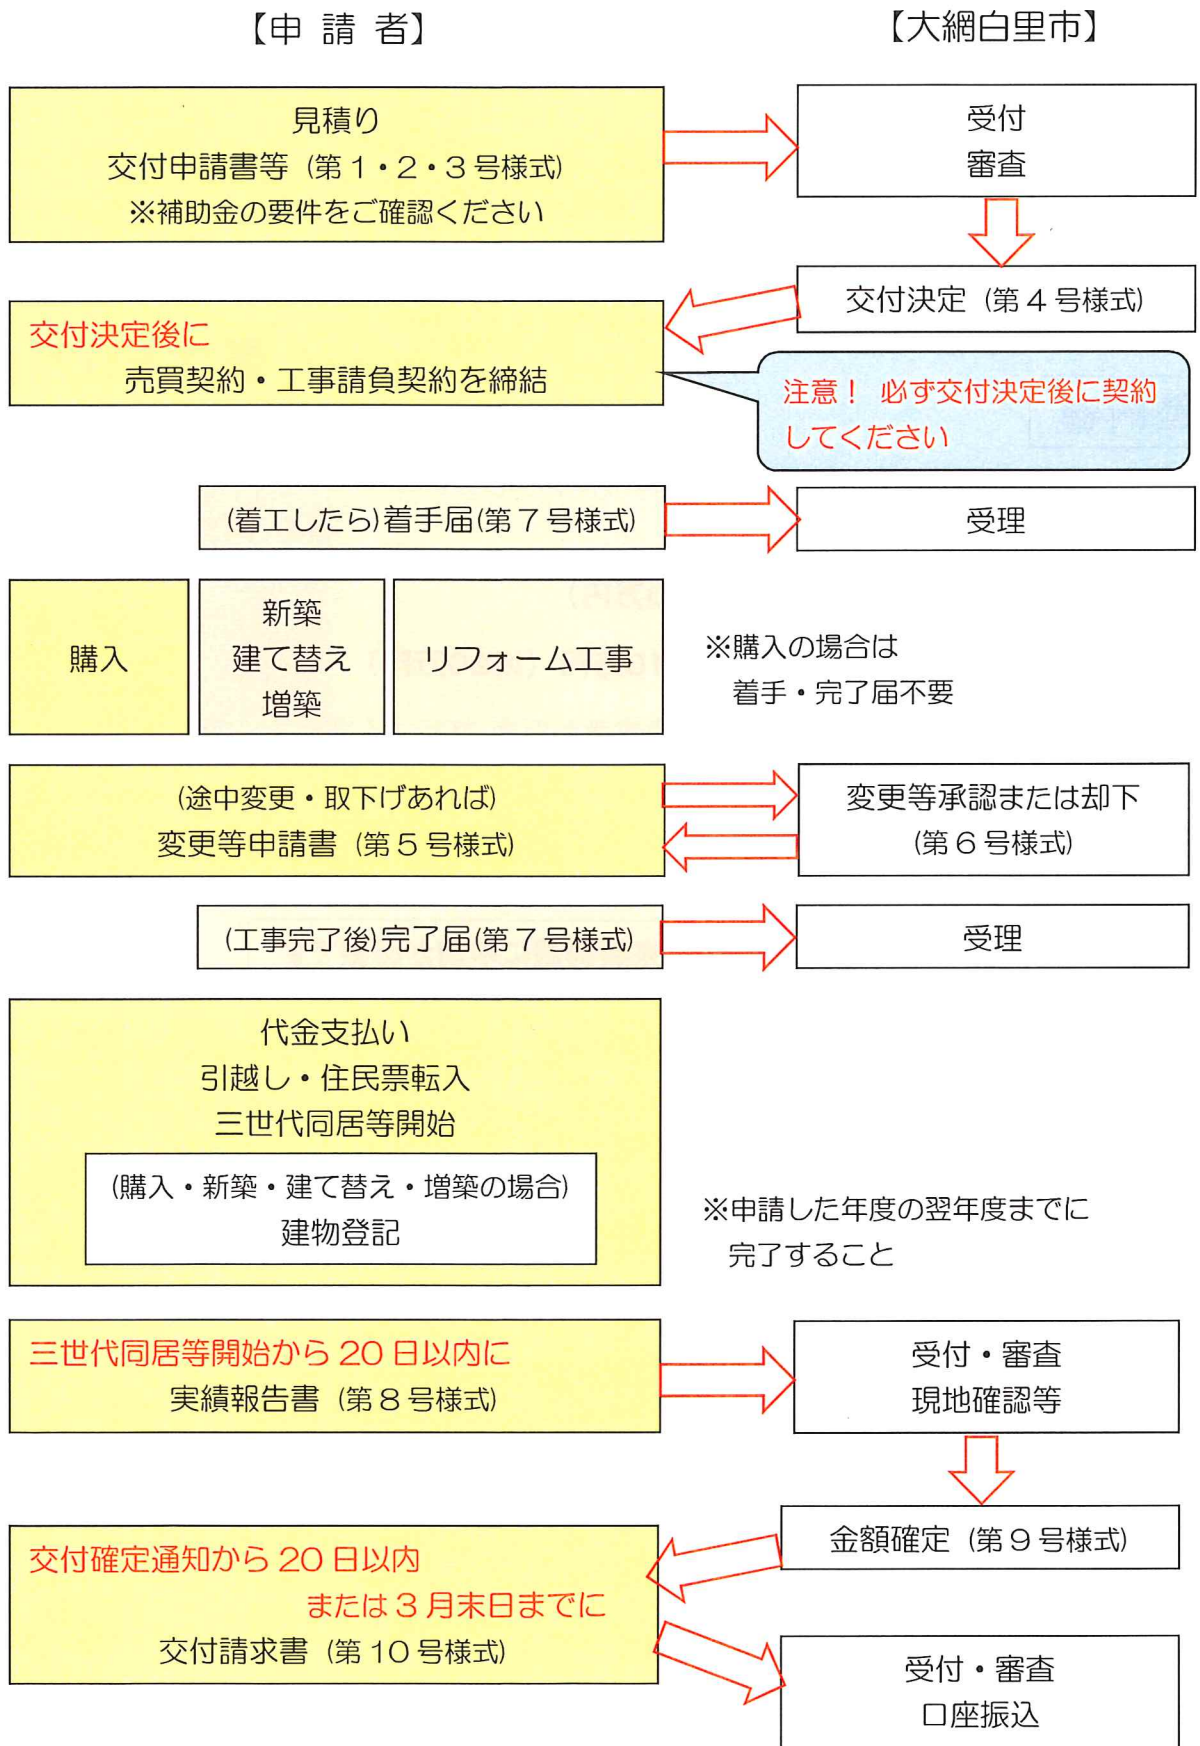 【申 請 者】
【大網白里市】
見積り
交付申請書等 (第1・2・3号様式)
※補助金の要件をご確認ください
受付
審査
交付決定 (第4号様式)
交付決定後に
売買契約・工事請負契約を締結
注意! 必ず交付決定後に契約
してください
(着工したら)着手届(第7号様式)
受理
購入
新築
建て替え
増築
リフォーム工事
※購入の場合は
着手・完了届不要
(途中変更・取下げあれば)
変更等申請書 (第5号様式)
変更等承認または却下
(第6号様式)
(工事完了後)完了届(第7号様式)
受理
代金支払い
引越し・住民票転入
三世代同居等開始
(購入・新築・建て替え・増築の場合)
建物登記
※申請した年度の翌年度までに
完了すること
三世代同居等開始から20日以内に
実績報告書 (第8号様式)
受付・審査
現地確認等
金額確定 (第9号様式)
交付確定通知から20日以内
または3月末日までに
交付請求書 (第10号様式)
受付・審査
口座振込